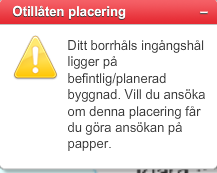 Otillåten placering
Ditt borrhåls ingångshål
ligger på
befintlig/planerad
byggnad. Vill du ansöka
om denna placering får
du göra ansökan på
papper.